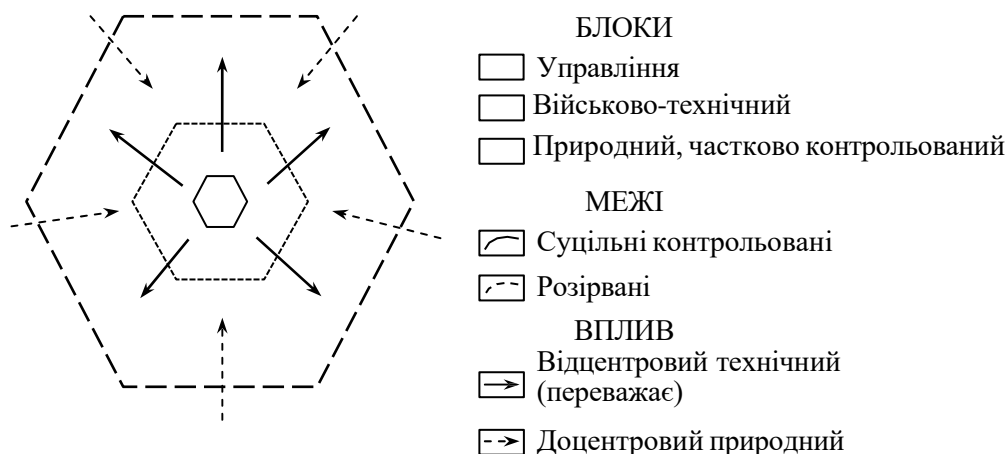 БЛОКИ
Управління
Військово-технічний
Природний, частково контрольований
МЕЖІ
Суцільні контрольовані
Розірвані
ВПЛИВ
Відцентровий технічний
(переважає)
Доцентровий природний